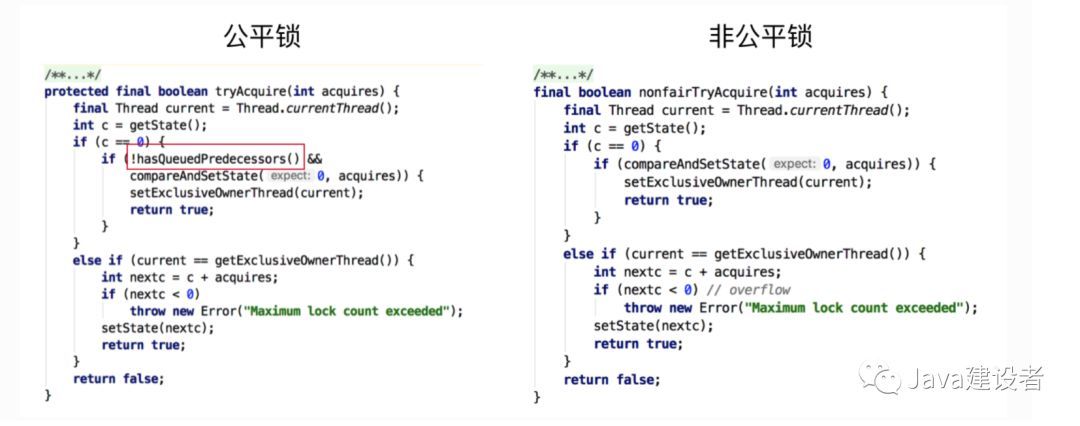 公平锁
/**...*/
protected final boolean tryAcquire(int acquires) {
final Thread current = Thread.currentThread();
int c = getState();
if (c == 0) {
if (!hasQueuedPredecessors() &&
compareAndSetState( expect: 0, acquires)) {
setExclusiveOwnerThread(current);
return true;
}
}
else if (current == getExclusiveOwnerThread()) {
int nextc = c + acquires;
if (nextc < 0)
throw new Error("Maximum lock count exceeded");
setState(nextc);
return true;
}
return false;
}
非公平锁
/**...*/
final boolean nonfairTryAcquire(int acquires) {
final Thread current = Thread.currentThread();
int c = getState();
if (c == 0) {
if (compareAndSetState( expect: 0, acquires)) {
setExclusiveOwnerThread(current);
return true;
}
}
else if (current == getExclusiveOwnerThread()) {
int nextc = c + acquires;
if (nextc < 0) // overflow
throw new Error("Maximum lock count exceeded");
setState(nextc);
return true;
}
return false;
}
Java建设者